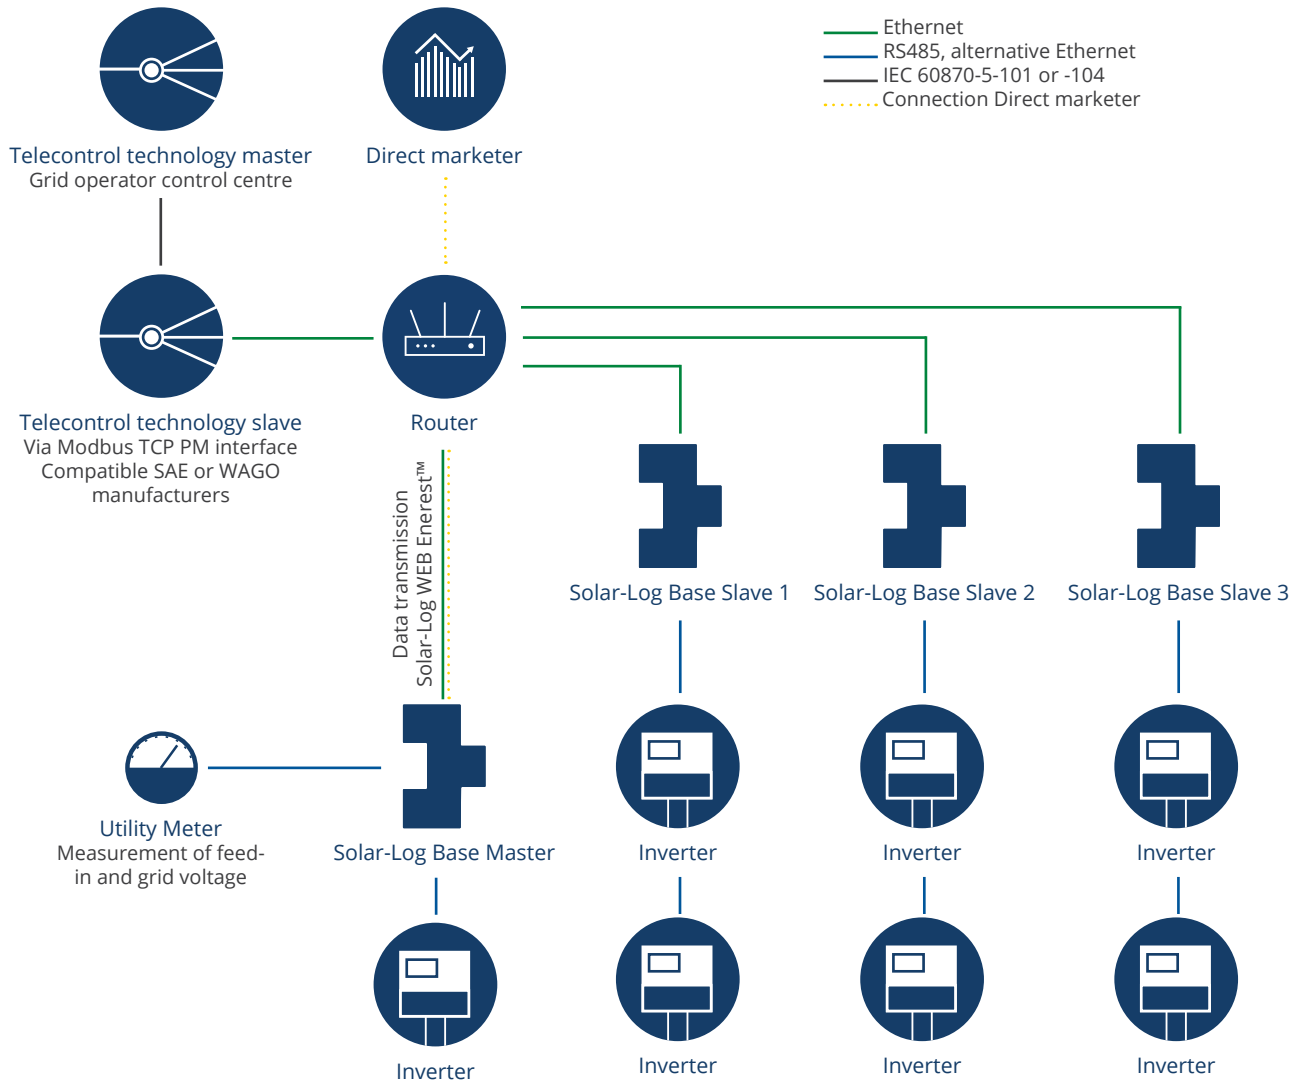 Ethernet
RS485, alternative Ethernet
IEC 60870-5-101 or -104
Connection Direct marketer
Telecontrol technology master
Grid operator control centre
Direct marketer
Telecontrol technology slave
Via Modbus TCP PM interface
Compatible SAE or WAGO
manufacturers
Router
Data transmission
Solar-Log WEB Enerest™
Solar-Log Base Slave 1
Solar-Log Base Slave 2
Solar-Log Base Slave 3
Utility Meter
Measurement of feed-
in and grid voltage
Solar-Log Base Master
Inverter
Inverter
Inverter
Inverter
Inverter
Inverter
Inverter